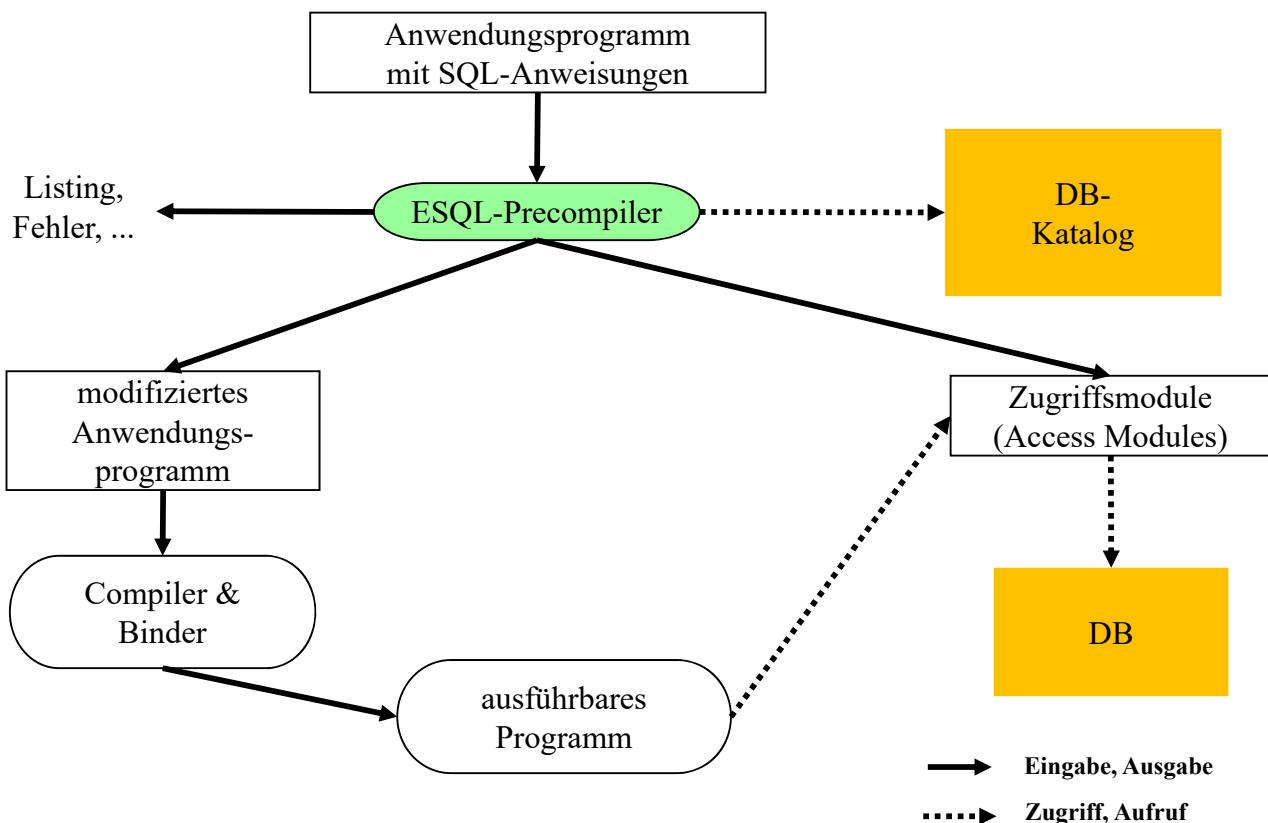 Anwendungsprogramm
mit SQL-Anweisungen
Listing,
Fehler, ...
ESQL-Precompiler
DB-
Katalog
modifiziertes
Anwendungs-
programm
Zugriffsmodule
(Access Modules)
Compiler &
Binder
DB
ausführbares
Programm
Eingabe, Ausgabe
Zugriff, Aufruf